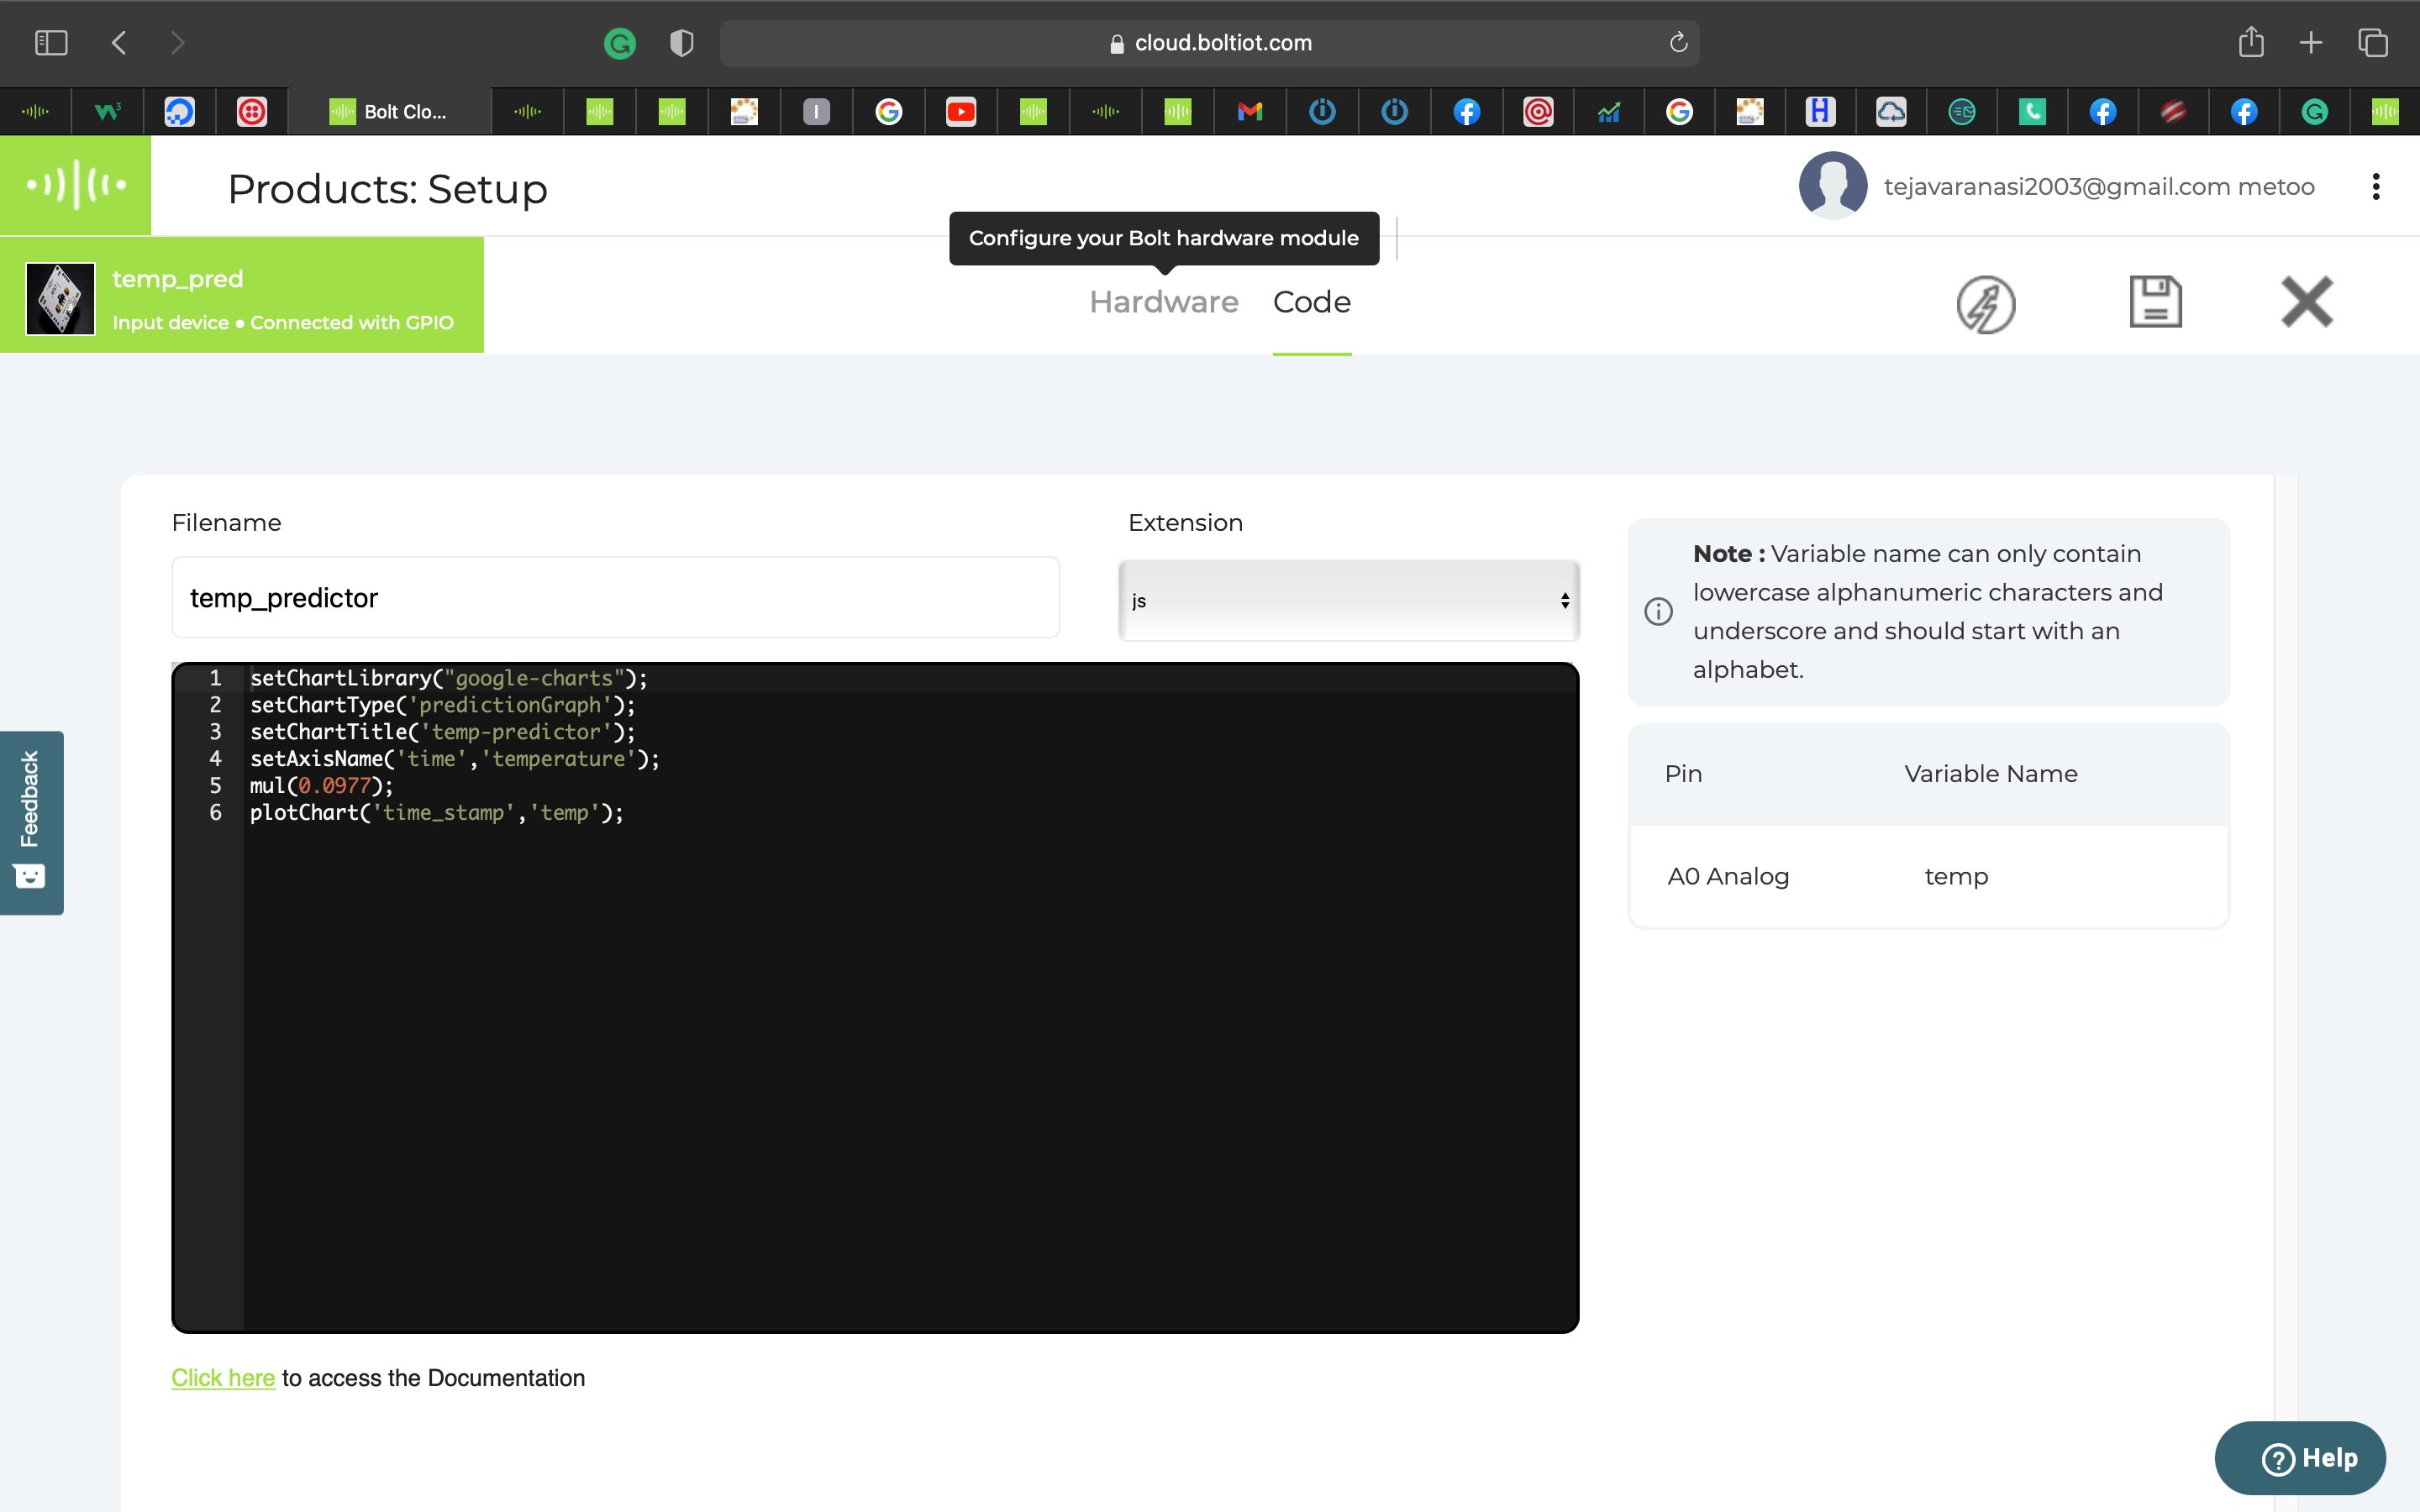 cloud.boltiot.com
Bolt Clo...
Products: Setup
tejavaranasi2003@gmail.com metoo
Configure your Bolt hardware module
temp_pred
Input device ● Connected with GPIO
Hardware
Code
Filename
Extension
temp_predictor
js
Note : Variable name can only contain
lowercase alphanumeric characters and
underscore and should start with an
alphabet.
1 setChartLibrary("google-charts");
2 setChartType('predictionGraph');
3 setChartTitle('temp-predictor');
4 setAxisName('time','temperature');
5 mul(0.0977);
6 plotChart('time_stamp','temp');
Pin
Variable Name
A0 Analog
temp
Feedback
Click here to access the Documentation
Help